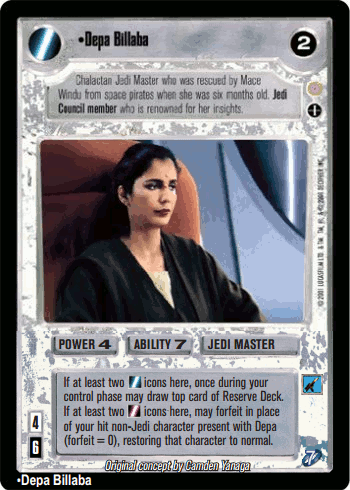 •Depa Billaba
2
Chalactan Jedi Master who was rescued by Mace
Windu from space pirates when she was six months old. Jedi
Council member who is renowned for her insights.
POWER 4
ABILITY 7
JEDI MASTER
If at least two icons here, once during your
control phase may draw top card of Reserve Deck.
If at least two icons here, may forfeit in place
of your hit non-Jedi character present with Depa
(forfeit = 0), restoring that character to normal.
4
6
Original concept by Camden Yanaga
•Depa Billaba